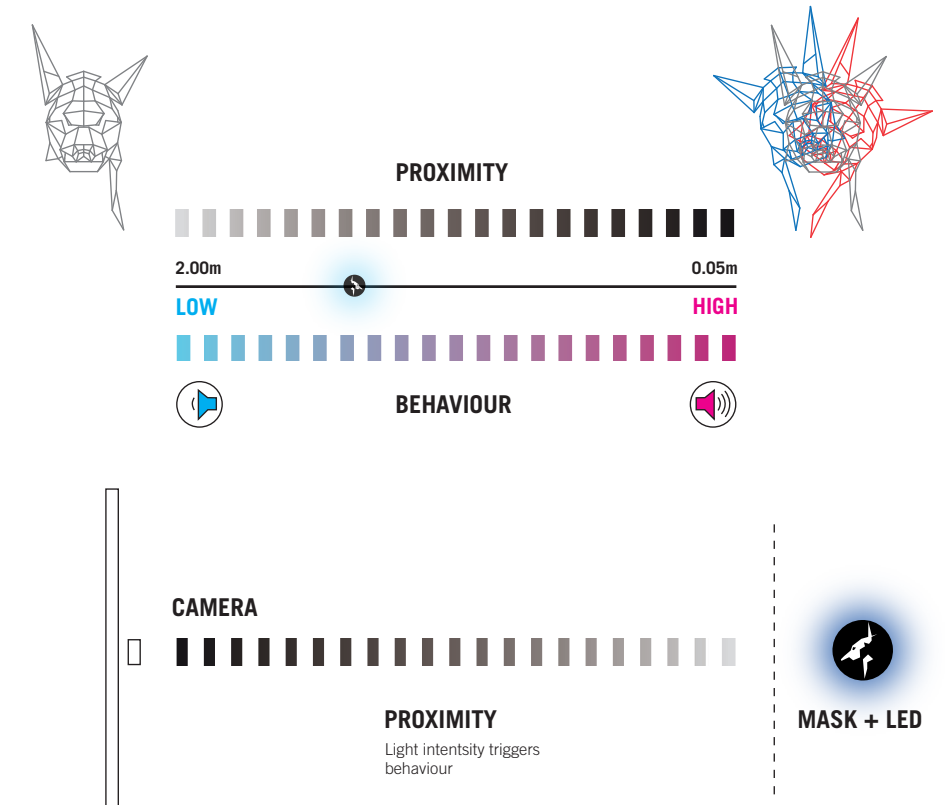 PROXIMITY
2.00m
0.05m
LOW
HIGH
BEHAVIOUR
CAMERA
PROXIMITY
Light intentsity triggers
behaviour
MASK + LED